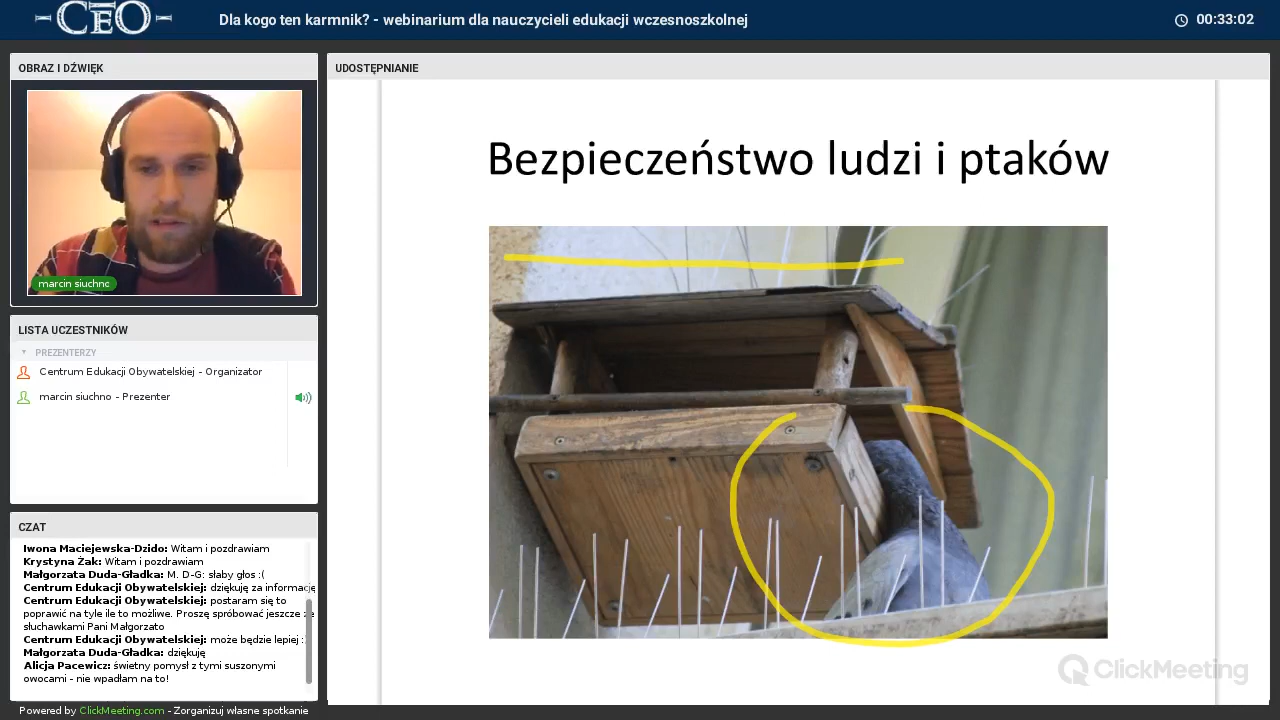 CEO
Dla kogo ten karmnik? - webinarium dla nauczycieli edukacji wczesnoszkolnej
00:33:02
OBRAZ I DŹWIĘK
marcin siuchno
LISTA UCZESTNIKÓW
PREZENTERZY
Centrum Edukacji Obywatelskiej - Organizator
marcin siuchno - Prezenter
CZAT
Iwona Maciejewska-Dzido: Witam i pozdrawiam
Krystyna Żak: Witam i pozdrawiam
Małgorzata Duda-Gładka: M. D-G: słaby głos :(
Centrum Edukacji Obywatelskiej: dziękuję za informację
Centrum Edukacji Obywatelskiej: postaram się to
poprawić na tyle ile to możliwe. Proszę spróbować jeszcze ze
słuchawkami Pani Małgorzato
Centrum Edukacji Obywatelskiej: może będzie lepiej :
Małgorzata Duda-Gładka: dziękuję
Alicja Pacewicz: świetny pomysł z tymi suszonymi
owocami - nie wpadłam na to!
Powered by ClickMeeting.com - Zorganizuj własne spotkanie
UDOSTĘPNIANIE
Bezpieczeństwo ludzi i ptaków
ClickMeeting